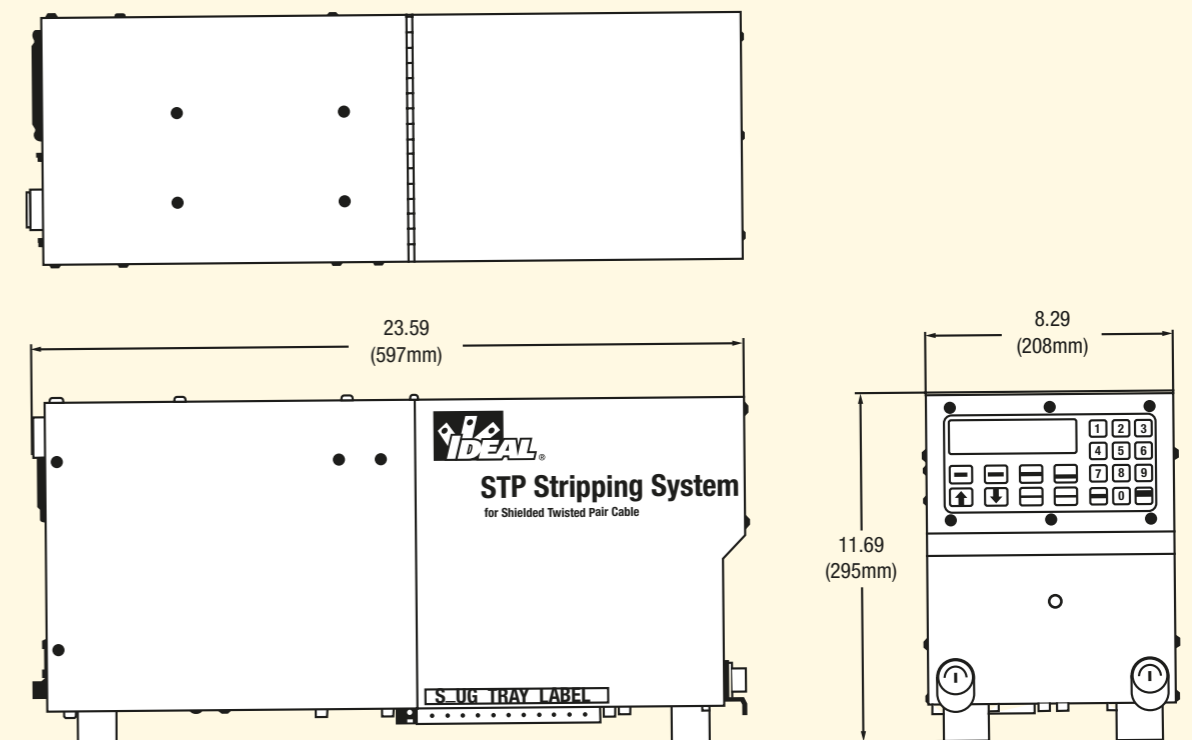 23.59
(597mm)
8.29
(208mm)
IDEAL®
STP Stripping System
for Shielded Twisted Pair Cable
1 2 3
4 5 6
7 8 9
0
11.69
(295mm)
S_UG TRAY LABEL